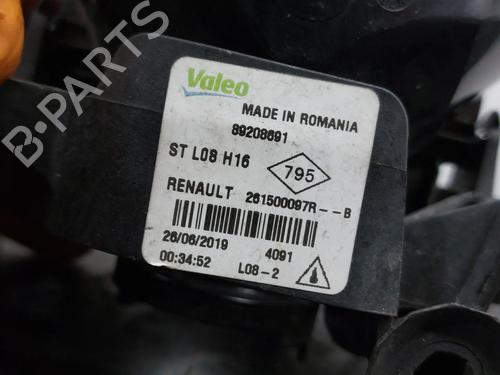 Valeo
MADE IN ROMANIA
89208691
ST L08 H16
795
RENAULT 261500097R--B
26/06/2019 4091
00:34:52 L08-2
B-PARTS